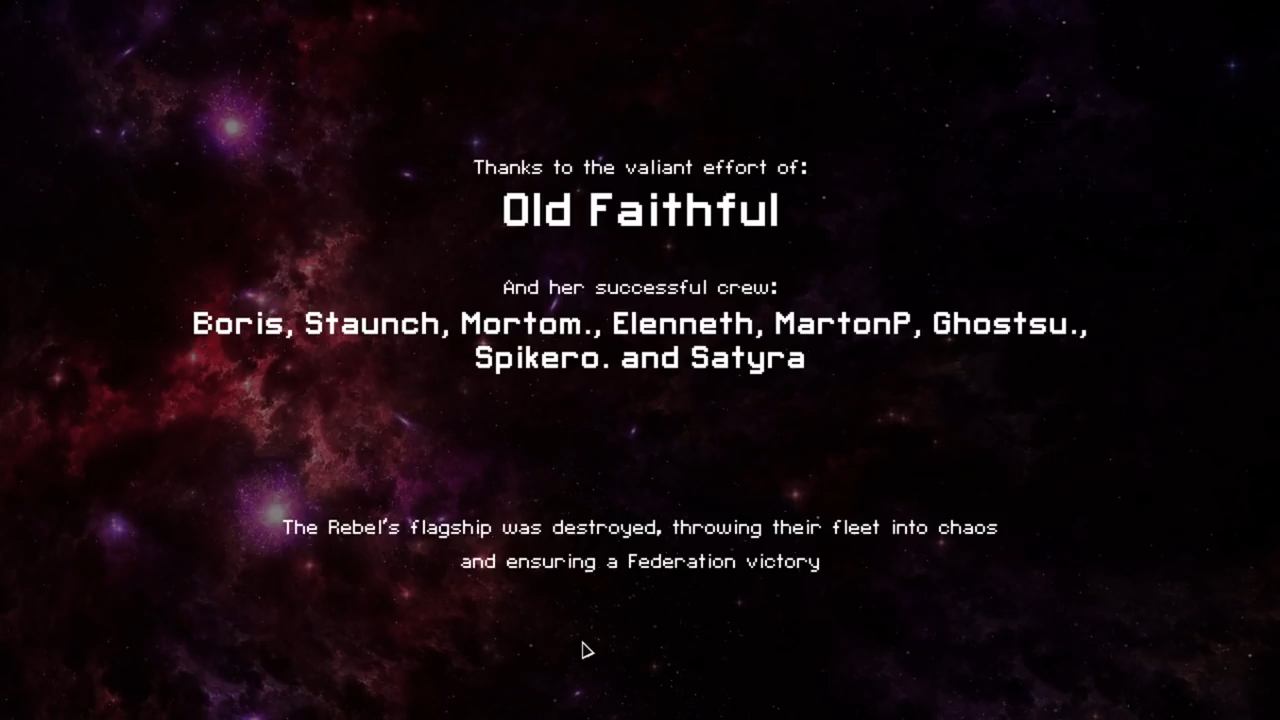 Thanks to the valiant effort of:
Old Faithful
And her successful crew:
Boris, Staunch, Mortom., Elenneth, MartonP, Ghostsu.,
Spikero. and Satyra
The Rebel's flagship was destroyed, throwing their fleet into chaos
and ensuring a Federation victory